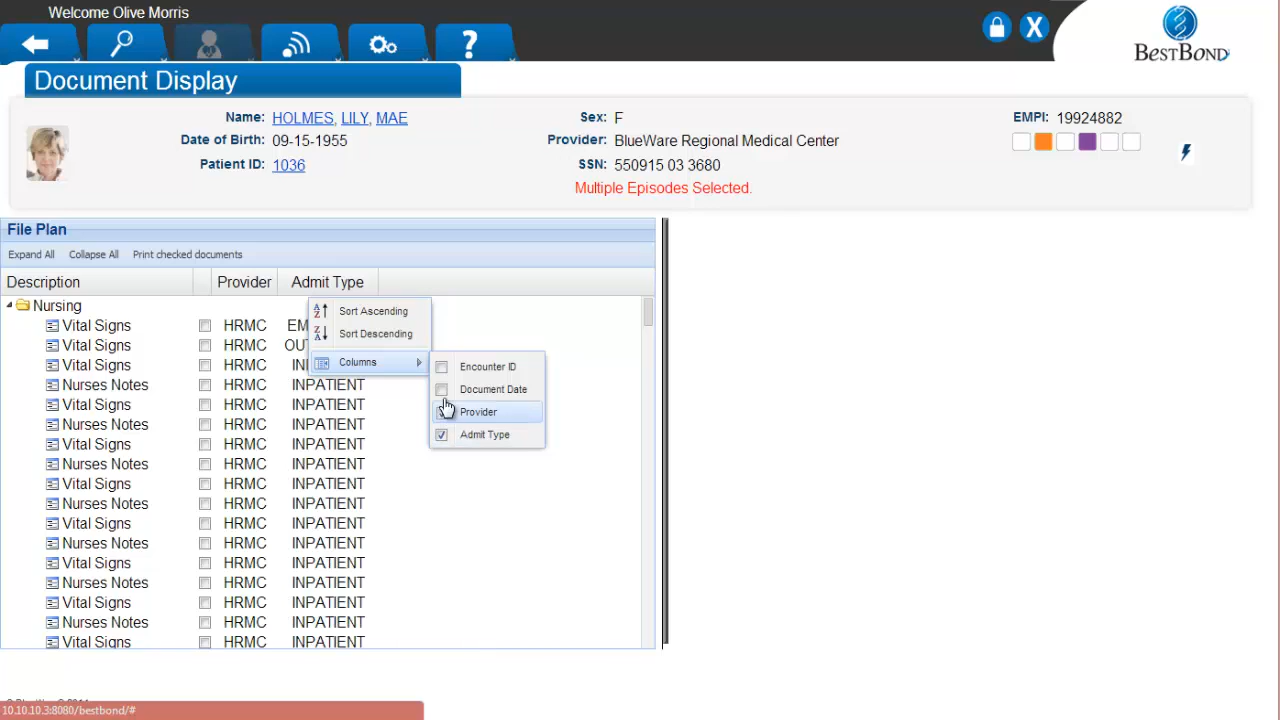 Welcome Olive Morris
BESTBOND
Document Display
Name: HOLMES, LILY, MAE
Sex: F
EMPI: 19924882
Date of Birth: 09-15-1955
Provider: BlueWare Regional Medical Center
Patient ID: 1036
SSN: 550915 03 3680
Multiple Episodes Selected.
File Plan
Expand All Collapse All Print checked documents
Description Provider Admit Type
Nursing
Sort Ascending
Vital Signs HRMC
Sort Descending
Vital Signs HRMC
Columns
Vital Signs HRMC
Encounter ID
Nurses Notes HRMC INPATIENT
Document Date
Vital Signs HRMC INPATIENT
Provider
Vital Signs HRMC INPATIENT
Nurses Notes HRMC INPATIENT
Admit Type
Vital Signs HRMC INPATIENT
Nurses Notes HRMC INPATIENT
Vital Signs HRMC INPATIENT
Nurses Notes HRMC INPATIENT
Vital Signs HRMC INPATIENT
Nurses Notes HRMC INPATIENT
Vital Signs HRMC INPATIENT
Nurses Notes HRMC INPATIENT
Vital Signs HRMC INPATIENT
Nurses Notes HRMC INPATIENT
Vital Signs HRMC INPATIENT
10.10.10.3:8080/bestbond/#